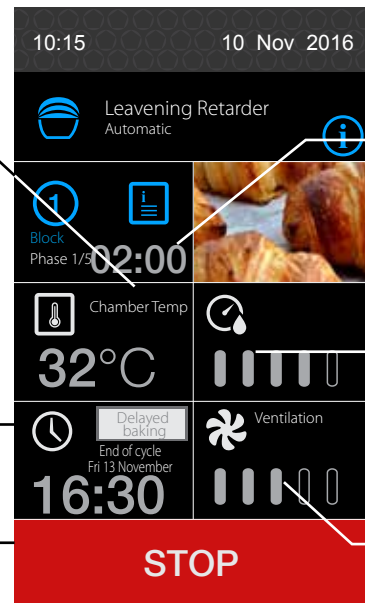 10:15 10 Nov 2016
Leavening Retarder
Automatic
i
1
i
Block
Phase 1/5 02:00
Chamber Temp
32°C
Delayed
baking
End of cycle
Fri 13 November
Ventilation
16:30
STOP